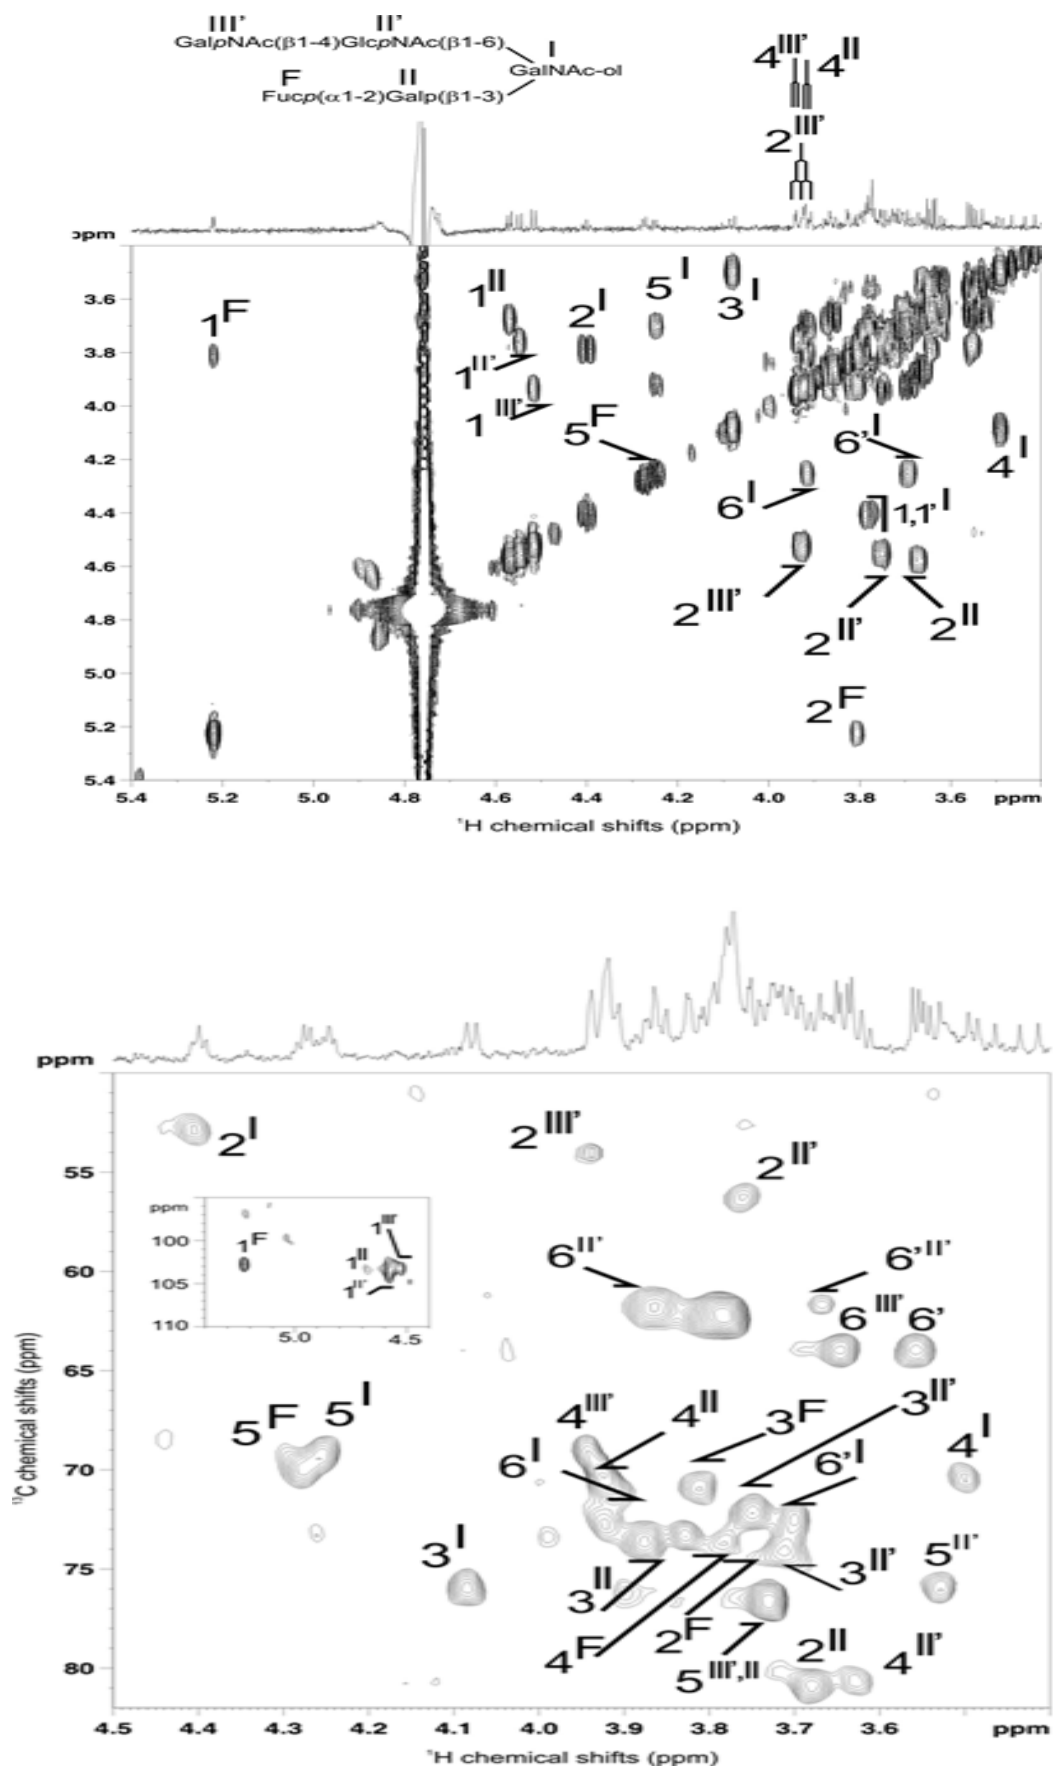 III' II'
GalpNAc(β1-4)GlcpNAc(β1-6)
I
GalNAc-ol
F II
Fucp(α1-2)Galp(β1-3)
4III' 4II
2III'
ppm
3.6
3.8
4.0
4.2
4.4
4.6
4.8
5.0
5.2
5.4
1F
1II
1II'
1III'
2I
5I
3I
5F
6'I
4I
6I
1,1'I
2III'
2II'
2II
2F
5.4 5.2 5.0 4.8 4.6 4.4 4.2 4.0 3.8 3.6 ppm
1H chemical shifts (ppm)
ppm
55
60
65
70
75
80
13C chemical shifts (ppm)
2I
2III'
2II'
ppm
100
105
110
1F
1III'
1II
1II'
5.0 4.5
6II'
6'II'
6III' 6'
5F 5I
4III'
4II
3F
3II'
6I
6'I
4I
3I
3II
4F
2F
5III',II
3II'
5II'
2II
4II'
4.5 4.4 4.3 4.2 4.1 4.0 3.9 3.8 3.7 3.6 ppm
1H chemical shifts (ppm)